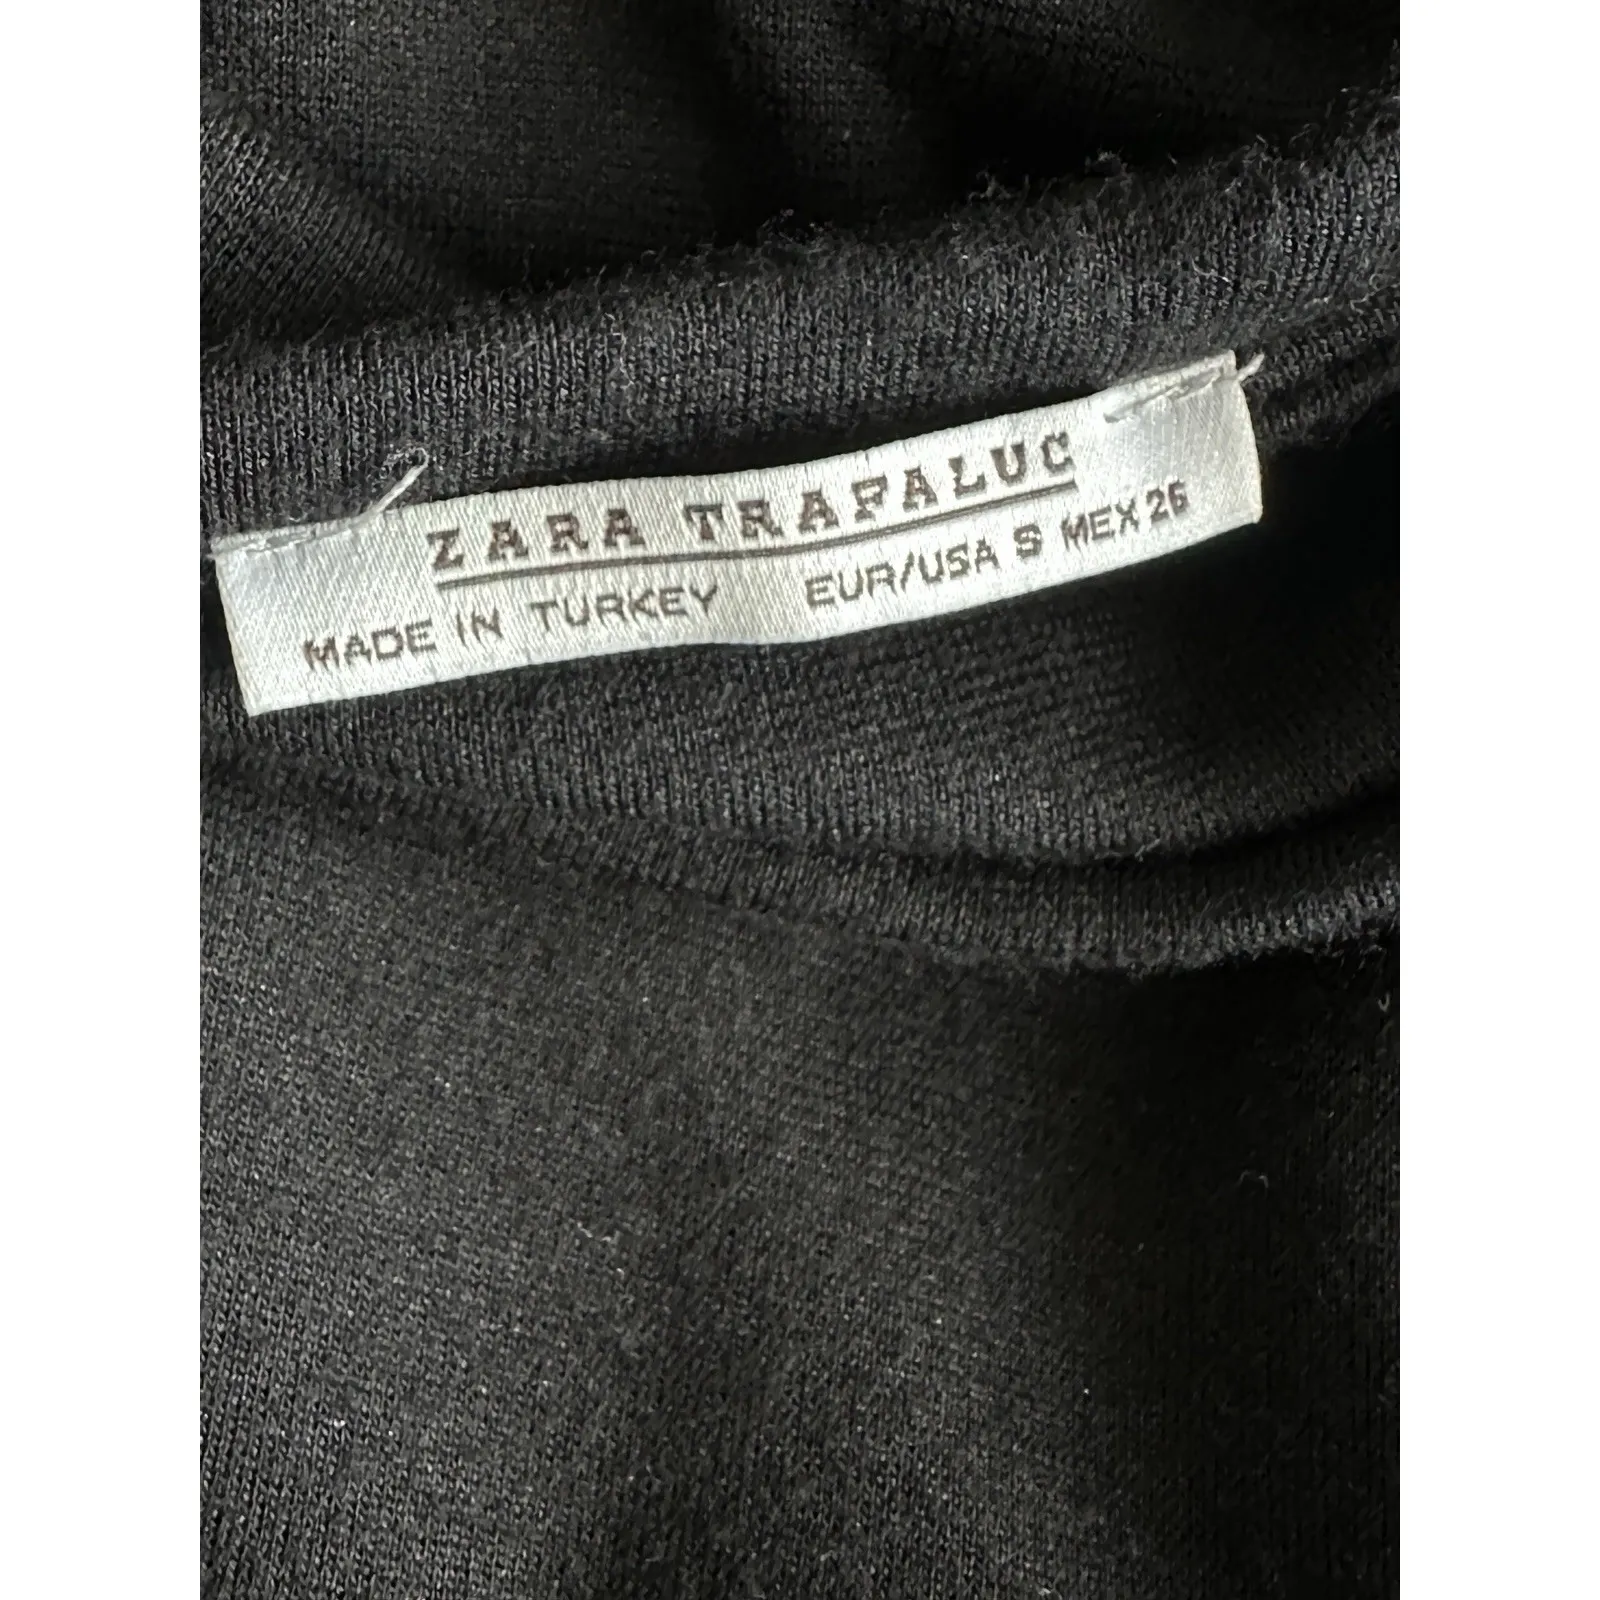 ZARA TRAFALUC
MADE IN TURKEY EUR/USA S MEX 26